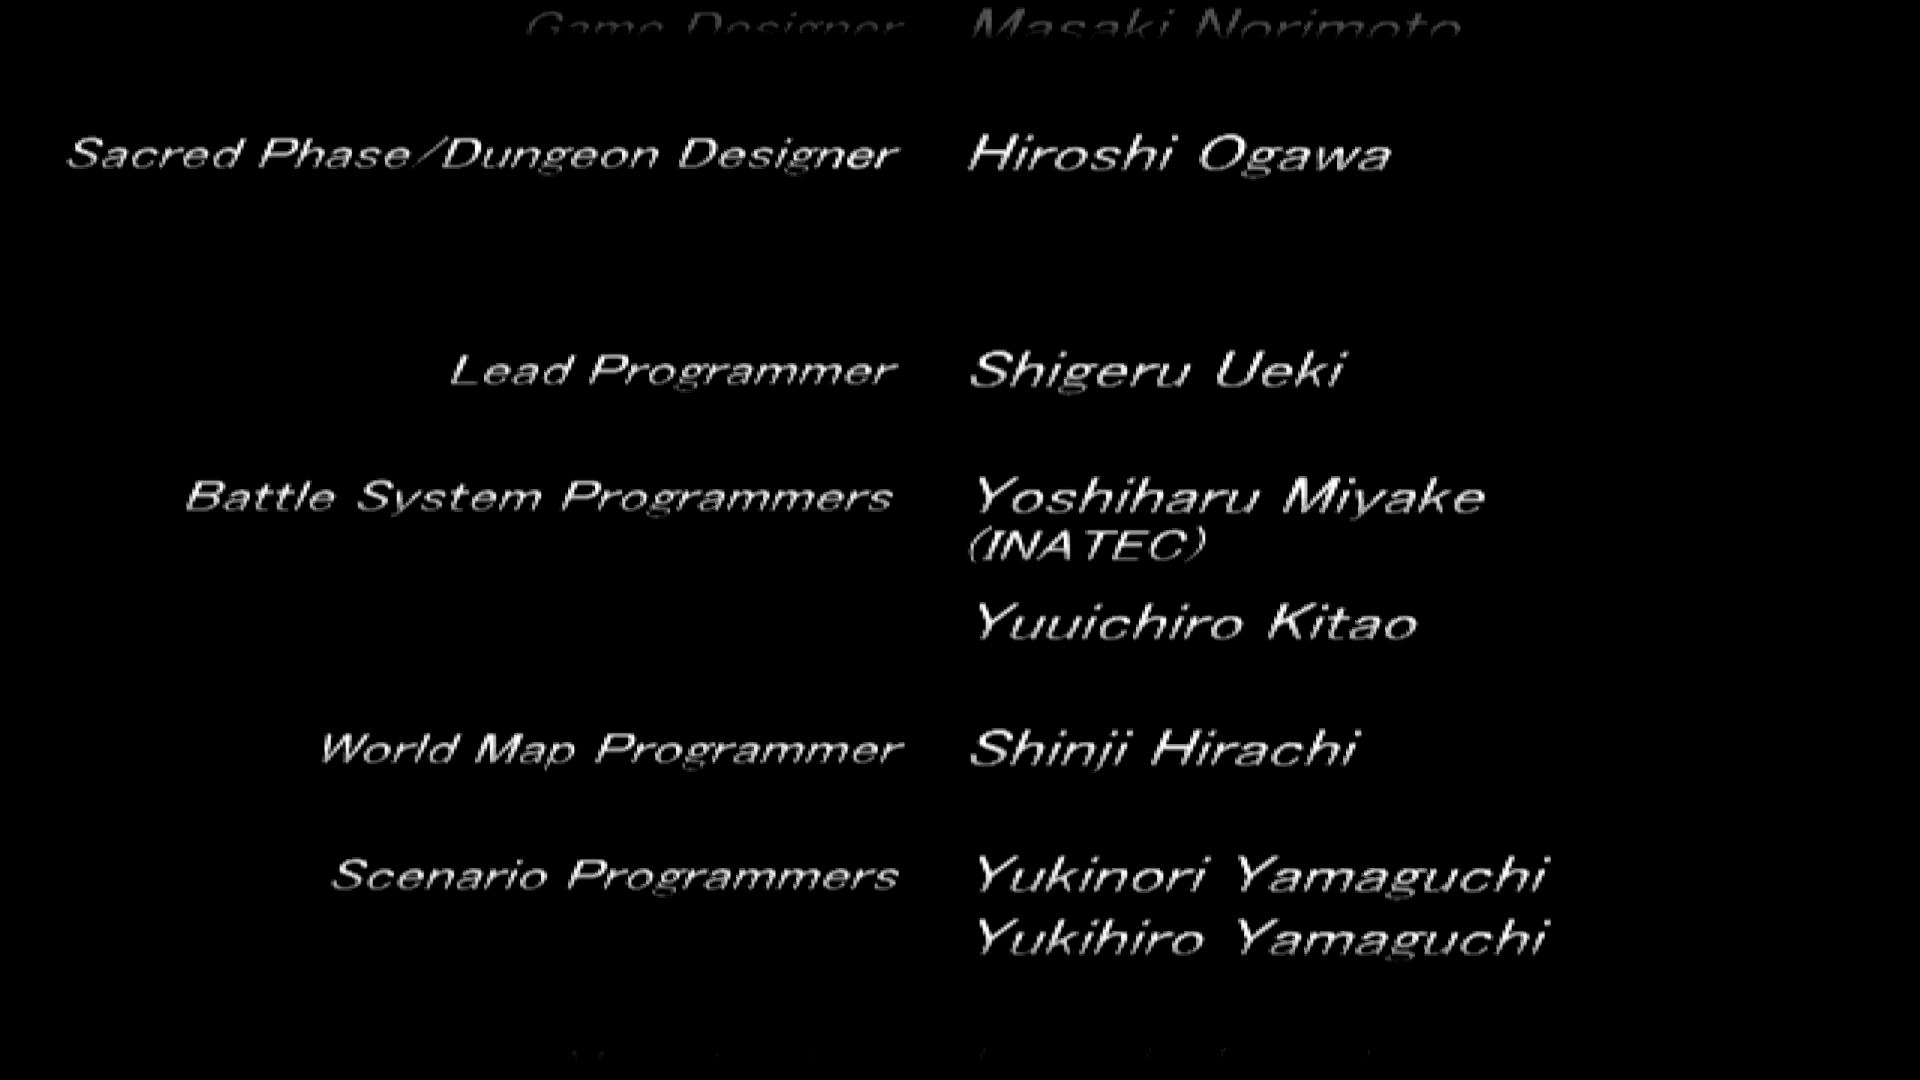 Game Designer Masaki Norimoto
Sacred Phase/Dungeon Designer Hiroshi Ogawa
Lead Programmer Shigeru Ueki
Battle System Programmers Yoshiharu Miyake
(INATEC)
Yuuichiro Kitao
World Map Programmer Shinji Hirachi
Scenario Programmers Yukinori Yamaguchi
Yukihiro Yamaguchi